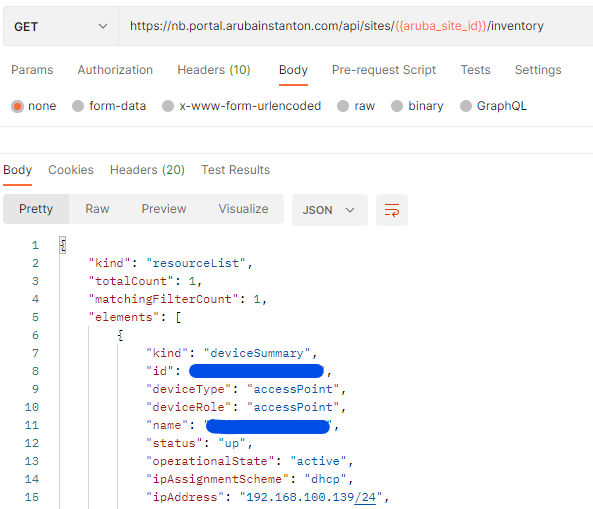 GET https://nb.portal.arubainstanton.com/api/sites/{{aruba_site_id}}/inventory
Params Authorization Headers (10) Body Pre-request Script Tests Settings
none form-data x-www-form-urlencoded raw binary GraphQL
Body Cookies Headers (20) Test Results
Pretty Raw Preview Visualize JSON
1 {
2 "kind": "resourceList",
3 "totalCount": 1,
4 "matchingFilterCount": 1,
5 "elements": [
6 {
7 "kind": "deviceSummary",
8 "id": ,
9 "deviceType": "accessPoint",
10 "deviceRole": "accessPoint",
11 "name": "",
12 "status": "up",
13 "operationalState": "active",
14 "ipAssignmentScheme": "dhcp",
15 "ipAddress": "192.168.100.139/24",